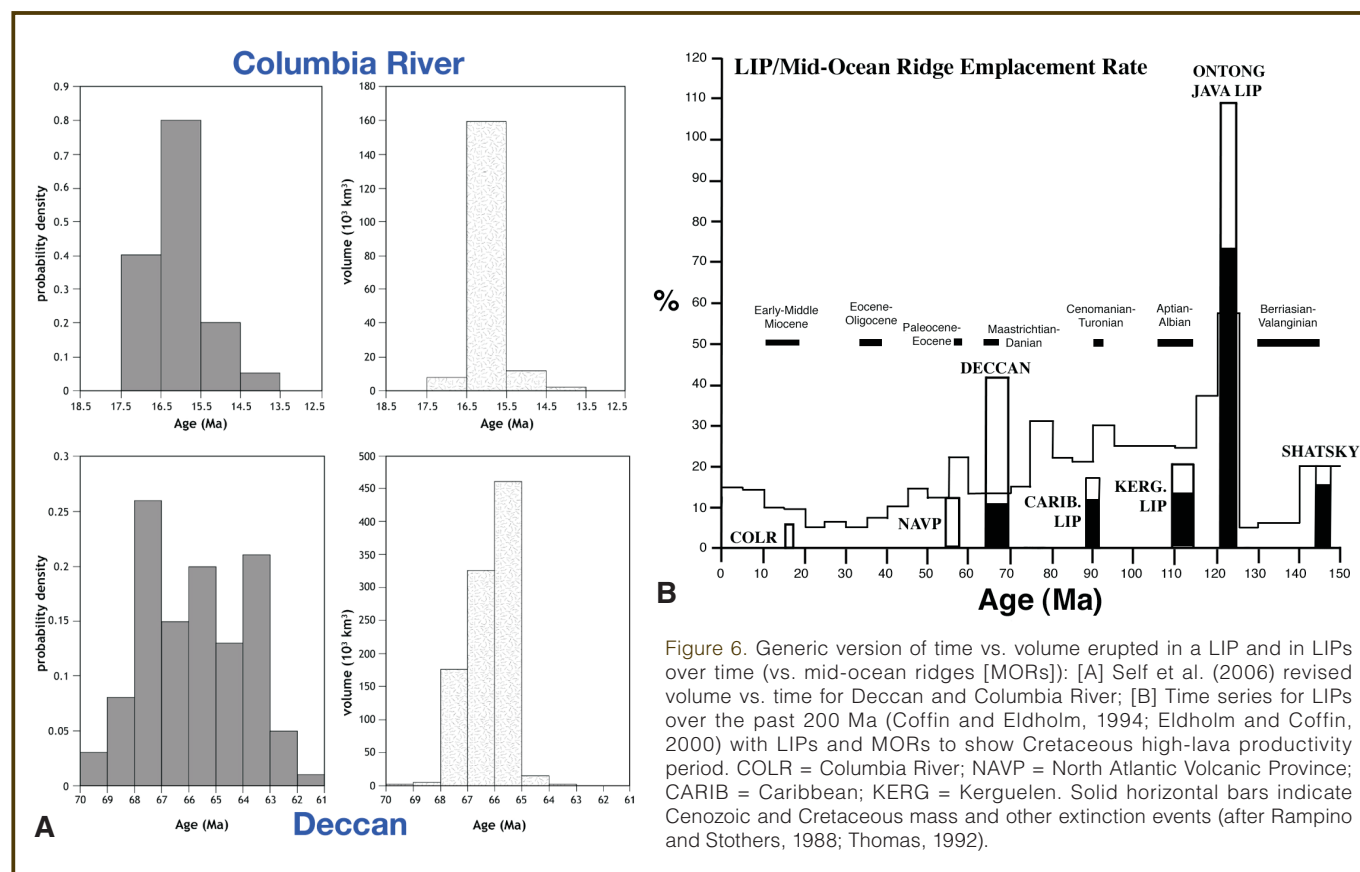 Columbia River
0.9
0.8
0.7
0.6
0.5
0.4
0.3
0.2
0.1
0
probability density
18.5 17.5 16.5 15.5 14.5 13.5 12.5
Age (Ma)
180
160
140
120
100
80
60
40
20
0
volume (10³ km³)
18.5 17.5 16.5 15.5 14.5 13.5 12.5
Age (Ma)
0.3
0.25
0.2
0.15
0.1
0.05
0
probability density
70 69 68 67 66 65 64 63 62 61
Age (Ma)
500
450
400
350
300
250
200
150
100
50
0
volume (10³ km³)
70 69 68 67 66 65 64 63 62 61
Age (Ma)
A
Deccan
LIP/Mid-Ocean Ridge Emplacement Rate
120
110
100
90
80
70
60
50
40
30
20
10
0
%
ONTONG
JAVA LIP
Early-Middle
Miocene
Eocene-
Oligocene
Paleocene-
Eocene
Maastrichtian-
Danian
Cenomanian-
Turonian
Aptian-
Albian
Berriasian-
Valanginian
DECCAN
SHATSKY
COLR
NAVP
CARIB.
LIP
KERG.
LIP
0 10 20 30 40 50 60 70 80 90 100 110 120 130 140 150
B
Age (Ma)
Figure 6. Generic version of time vs. volume erupted in a LIP and in LIPs
over time (vs. mid-ocean ridges [MORs]): [A] Self et al. (2006) revised
volume vs. time for Deccan and Columbia River; [B] Time series for LIPs
over the past 200 Ma (Coffin and Eldholm, 1994; Eldholm and Coffin,
2000) with LIPs and MORs to show Cretaceous high-lava productivity
period. COLR = Columbia River; NAVP = North Atlantic Volcanic Province;
CARIB = Caribbean; KERG = Kerguelen. Solid horizontal bars indicate
Cenozoic and Cretaceous mass and other extinction events (after Rampino
and Stothers, 1988; Thomas, 1992).